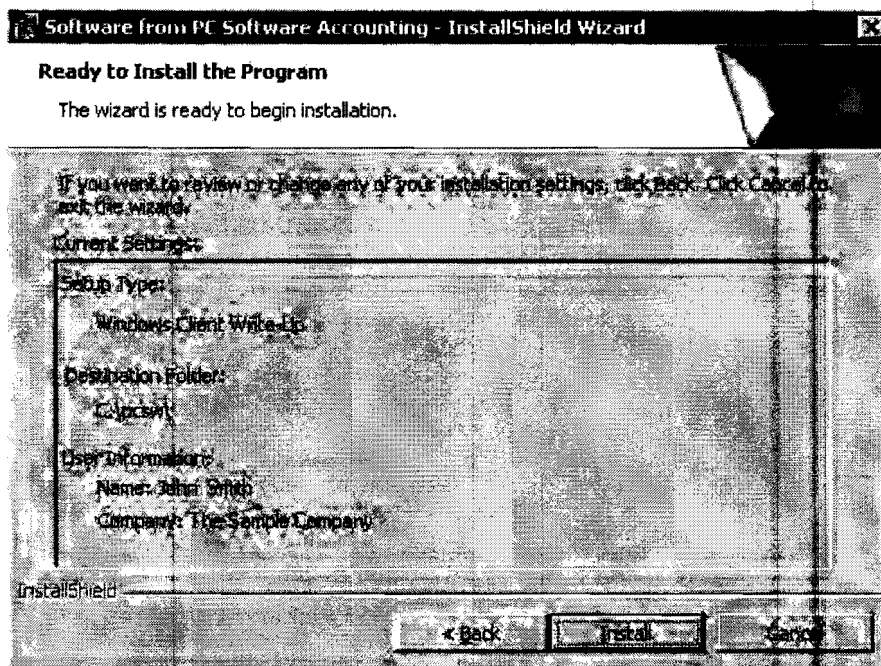 Software from PC Software Accounting - InstallShield Wizard
Ready to Install the Program
The wizard is ready to begin installation.
If you want to review or change any of your installation settings, click Back. Click Cancel to
exit the wizard.
Current Settings:
Setup Type:
Windows Client Write-Up
Destination Folder:
C:\pcsw\
User Information:
Name: John Smith
Company: The Sample Company
InstallShield
< Back
Install
Cancel